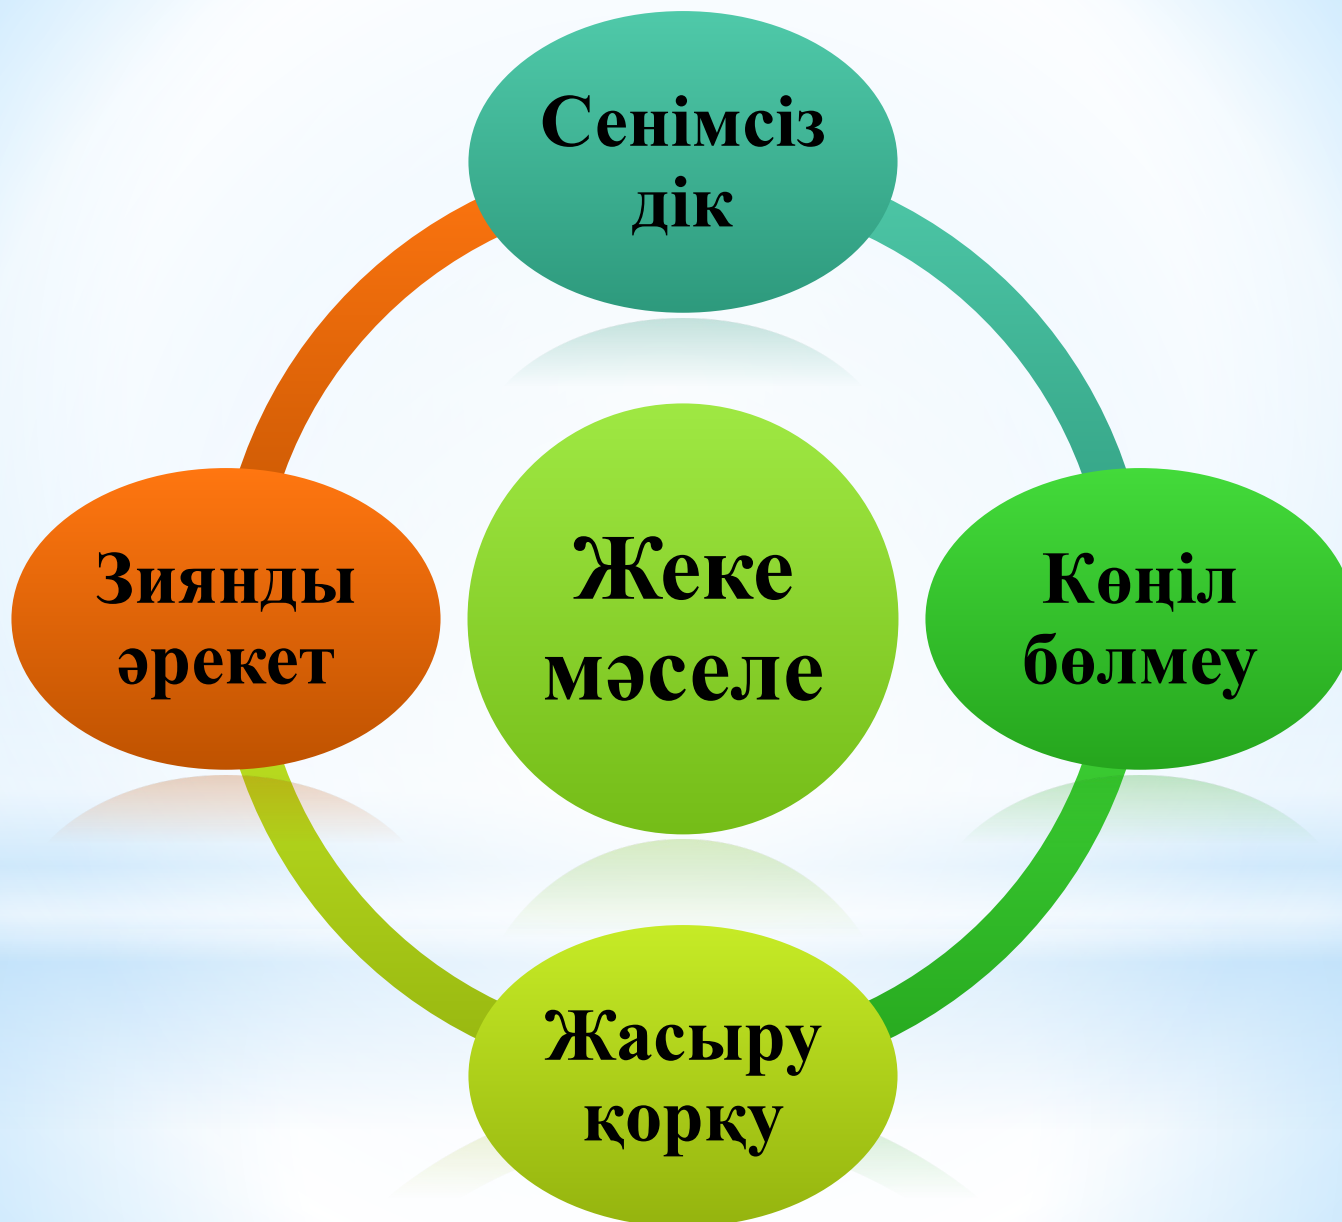 Сенімсіз
дік
Зиянды
әрекет
Жеке
мәселе
Көңіл
бөлмеу
Жасыру
қорқу